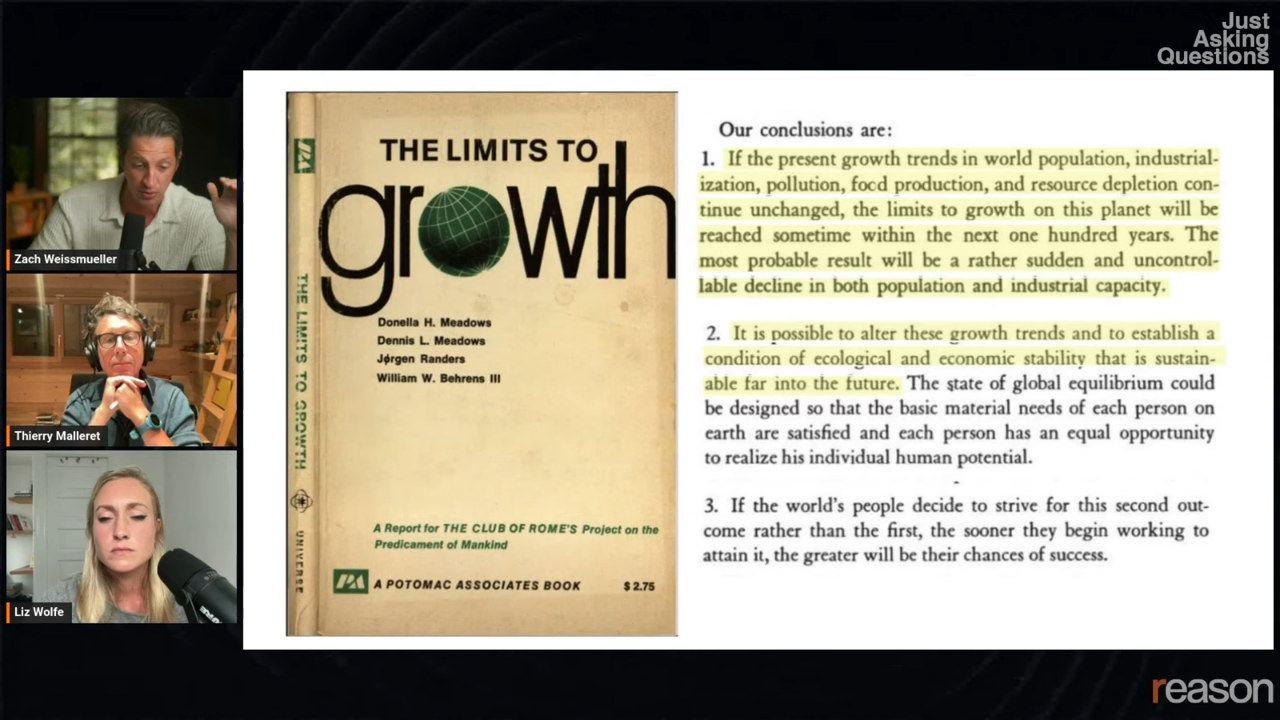 Just
Asking
Questions
Zach Weissmueller
Thierry Malleret
Liz Wolfe
THE LIMITS TO
growth
Donella H. Meadows
Dennis L. Meadows
Jørgen Randers
William W. Behrens III
A Report for THE CLUB OF ROME'S Project on the
Predicament of Mankind
PA A POTOMAC ASSOCIATES BOOK $2.75
PA
THE LIMITS TO GROWTH
UNIVERSE
Our conclusions are:
1. If the present growth trends in world population, industrial-
ization, pollution, food production, and resource depletion con-
tinue unchanged, the limits to growth on this planet will be
reached sometime within the next one hundred years. The
most probable result will be a rather sudden and uncontrol-
lable decline in both population and industrial capacity.
2. It is possible to alter these growth trends and to establish a
condition of ecological and economic stability that is sustain-
able far into the future. The state of global equilibrium could
be designed so that the basic material needs of each person on
earth are satisfied and each person has an equal opportunity
to realize his individual human potential.
3. If the world's people decide to strive for this second out-
come rather than the first, the sooner they begin working to
attain it, the greater will be their chances of success.
reason